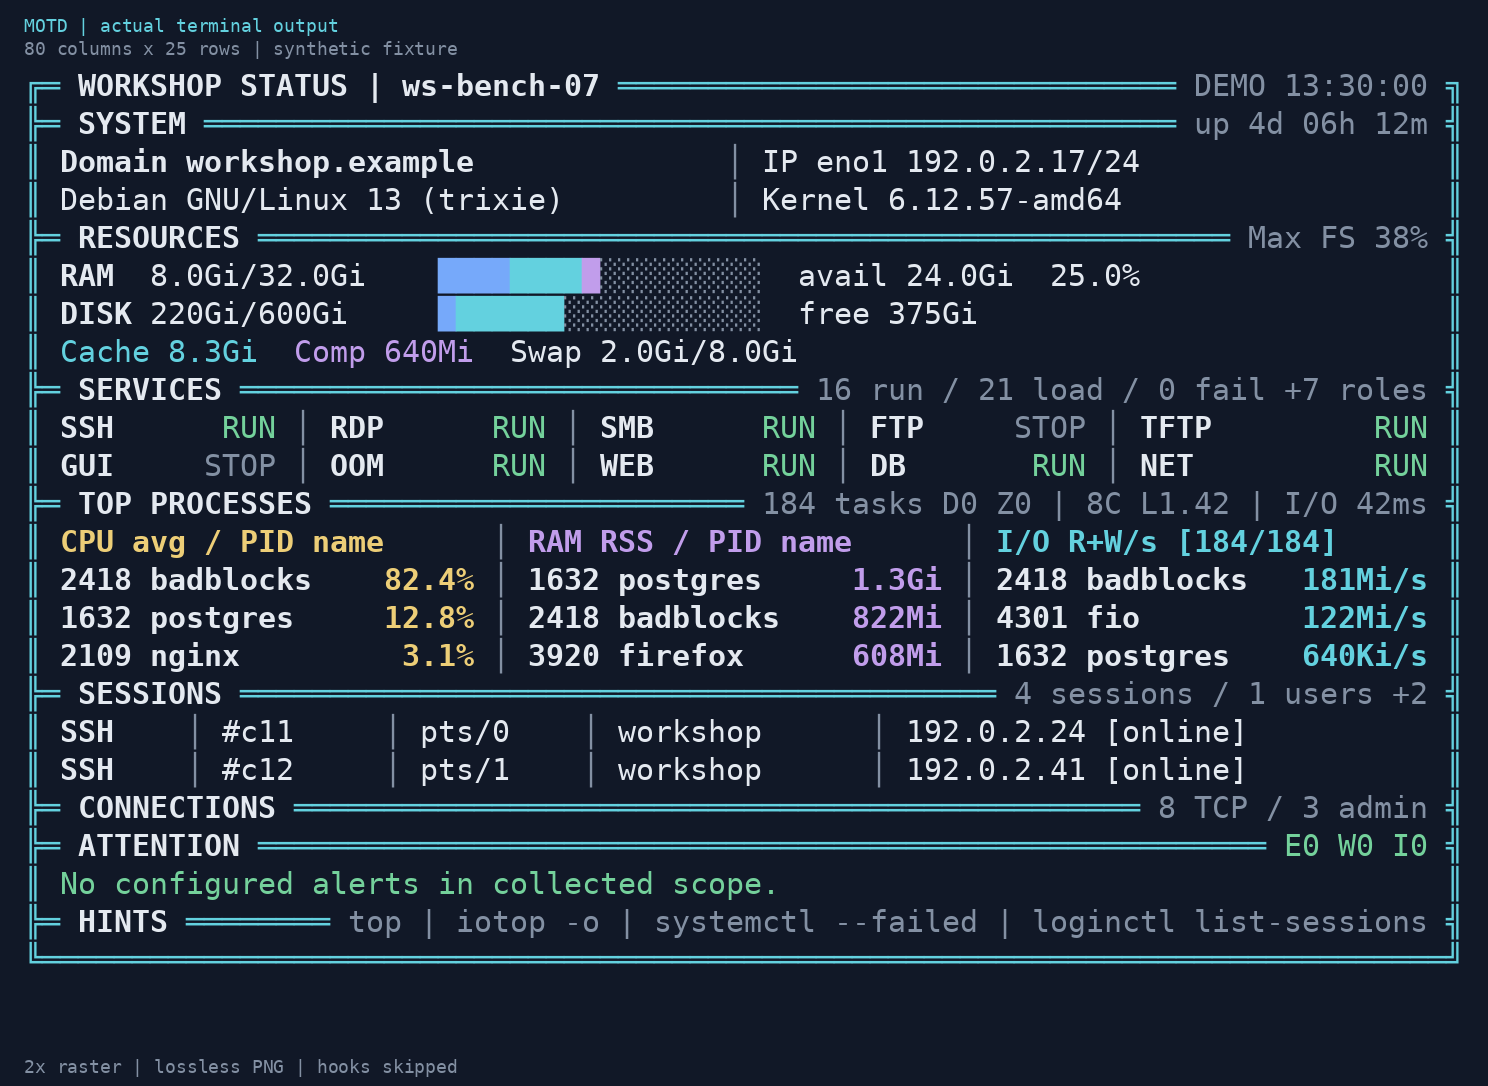 MOTD | actual terminal output
80 columns x 25 rows | synthetic fixture
WORKSHOP STATUS | ws-bench-07 DEMO 13:30:00
SYSTEM up 4d 06h 12m
Domain workshop.example │ IP eno1 192.0.2.17/24
Debian GNU/Linux 13 (trixie) │ Kernel 6.12.57-amd64
RESOURCES Max FS 38%
RAM 8.0Gi/32.0Gi avail 24.0Gi 25.0%
DISK 220Gi/600Gi free 375Gi
Cache 8.3Gi Comp 640Mi Swap 2.0Gi/8.0Gi
SERVICES 16 run / 21 load / 0 fail +7 roles
SSH RUN │ RDP RUN │ SMB RUN │ FTP STOP │ TFTP RUN
GUI STOP │ OOM RUN │ WEB RUN │ DB RUN │ NET RUN
TOP PROCESSES 184 tasks D0 Z0 | 8C L1.42 | I/O 42ms
CPU avg / PID name │ RAM RSS / PID name │ I/O R+W/s [184/184]
2418 badblocks 82.4% │ 1632 postgres 1.3Gi │ 2418 badblocks 181Mi/s
1632 postgres 12.8% │ 2418 badblocks 822Mi │ 4301 fio 122Mi/s
2109 nginx 3.1% │ 3920 firefox 608Mi │ 1632 postgres 640Ki/s
SESSIONS 4 sessions / 1 users +2
SSH │ #c11 │ pts/0 │ workshop │ 192.0.2.24 [online]
SSH │ #c12 │ pts/1 │ workshop │ 192.0.2.41 [online]
CONNECTIONS 8 TCP / 3 admin
ATTENTION E0 W0 I0
No configured alerts in collected scope.
HINTS top | iotop -o | systemctl --failed | loginctl list-sessions
2x raster | lossless PNG | hooks skipped